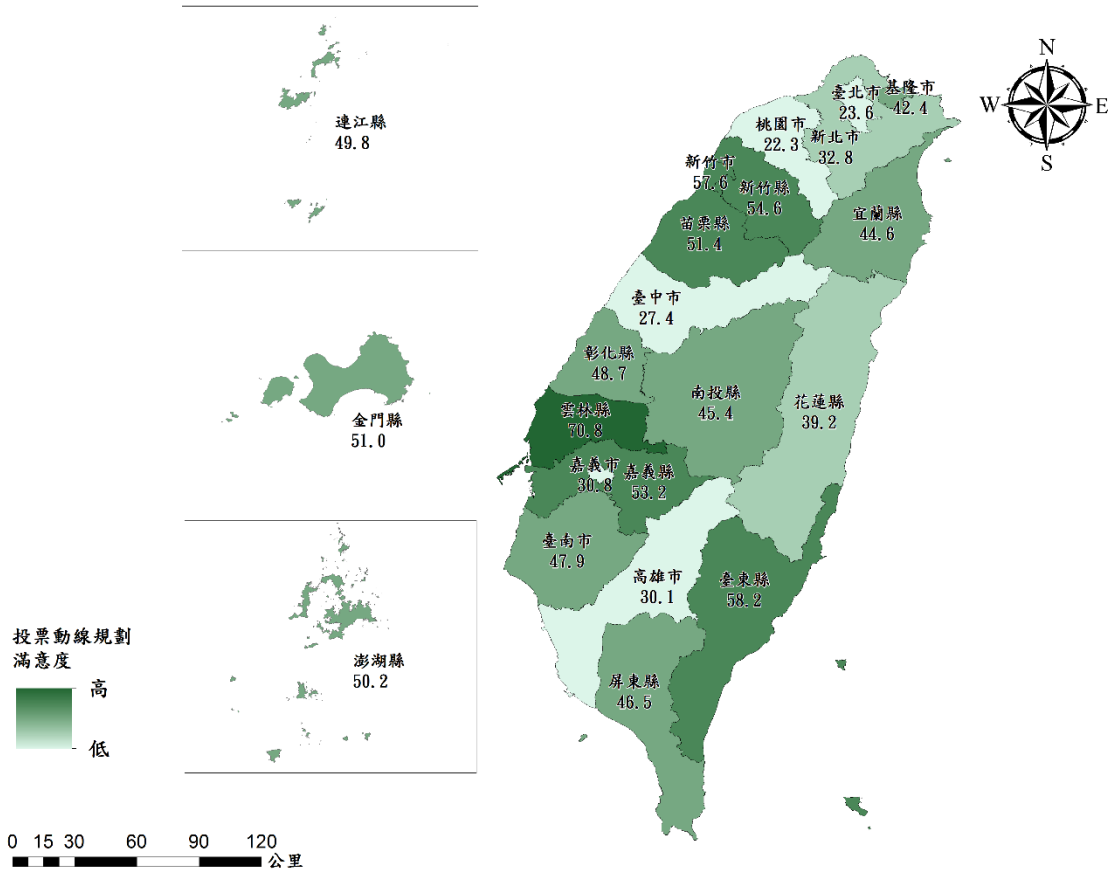 連江縣
49.8
金門縣
51.0
澎湖縣
50.2
投票動線規劃
滿意度
高
低
0 15 30 60 90 120
公里
N
W
E
S
臺北市
23.6
基隆市
42.4
桃園市
22.3
新北市
32.8
新竹市
57.6
新竹縣
54.6
宜蘭縣
44.6
苗栗縣
51.4
臺中市
27.4
彰化縣
48.7
南投縣
45.4
花蓮縣
39.2
雲林縣
70.8
嘉義市
30.8
嘉義縣
53.2
臺南市
47.9
高雄市
30.1
臺東縣
58.2
屏東縣
46.5